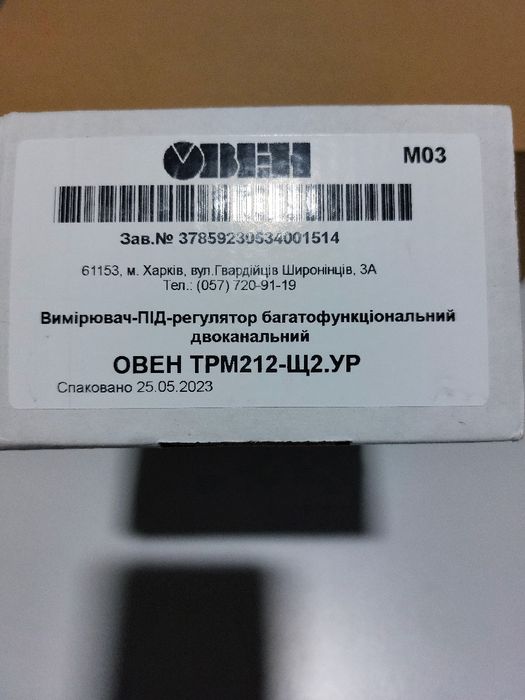 ОВЕН
М03
Зав.№ 37859230534001514
61153, м. Харків, вул.Гвардійців Широнінців, 3А
Тел.: (057) 720-91-19
Вимірювач-ПІД-регулятор багатофункціональний
двоканальний
ОВЕН ТРМ212-Щ2.УР
Спаковано 25.05.2023